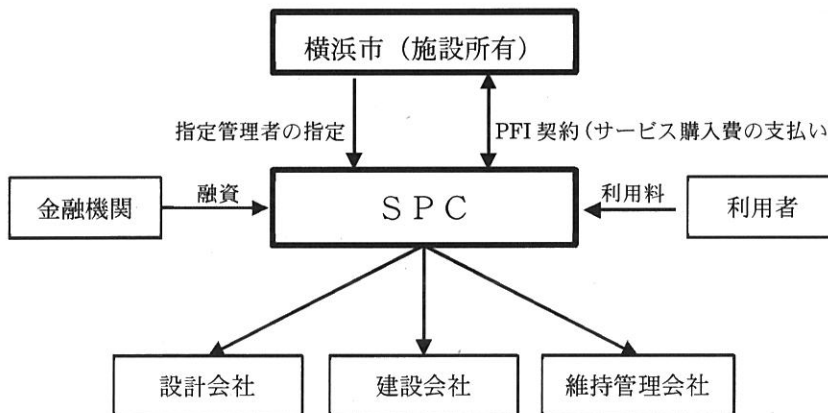 横浜市（施設所有）
指定管理者の指定
PFI 契約（サービス購入費の支払い
金融機関
融資
ＳＰＣ
利用料
利用者
設計会社
建設会社
維持管理会社